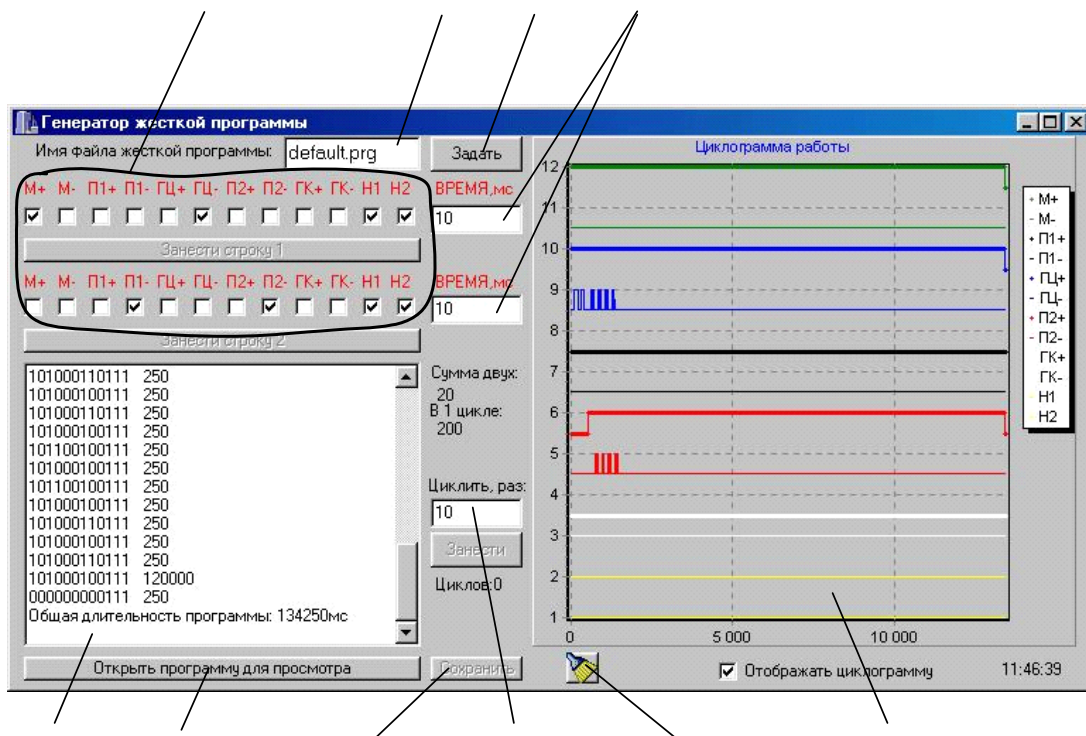 Генератор жесткой программы
Имя файла жесткой программы: default.prg Задать
М+ М- П1+ П1- ГЦ+ ГЦ- П2+ П2- ГК+ ГК- Н1 Н2 ВРЕМЯ,мс
10
Занести строку 1
М+ М- П1+ П1- ГЦ+ ГЦ- П2+ П2- ГК+ ГК- Н1 Н2 ВРЕМЯ,мс
10
Занести строку 2
101000110111 250
101000100111 250
101000110111 250
101000100111 250
101100100111 250
101000100111 250
101100100111 250
101000100111 250
101000110111 250
101000100111 250
101000110111 250
101000100111 120000
000000000111 250
Общая длительность программы: 134250мс
Сумма двух:
20
В 1 цикле:
200
Циклить, раз:
10
Занести
Циклов:0
Открыть программу для просмотра
Сохранить
Циклограмма работы
12
11
10
9
8
7
6
5
4
3
2
1
0 5 000 10 000
М+
М-
П1+
П1-
ГЦ+
ГЦ-
П2+
П2-
ГК+
ГК-
Н1
Н2
Отображать циклограмму
11:46:39